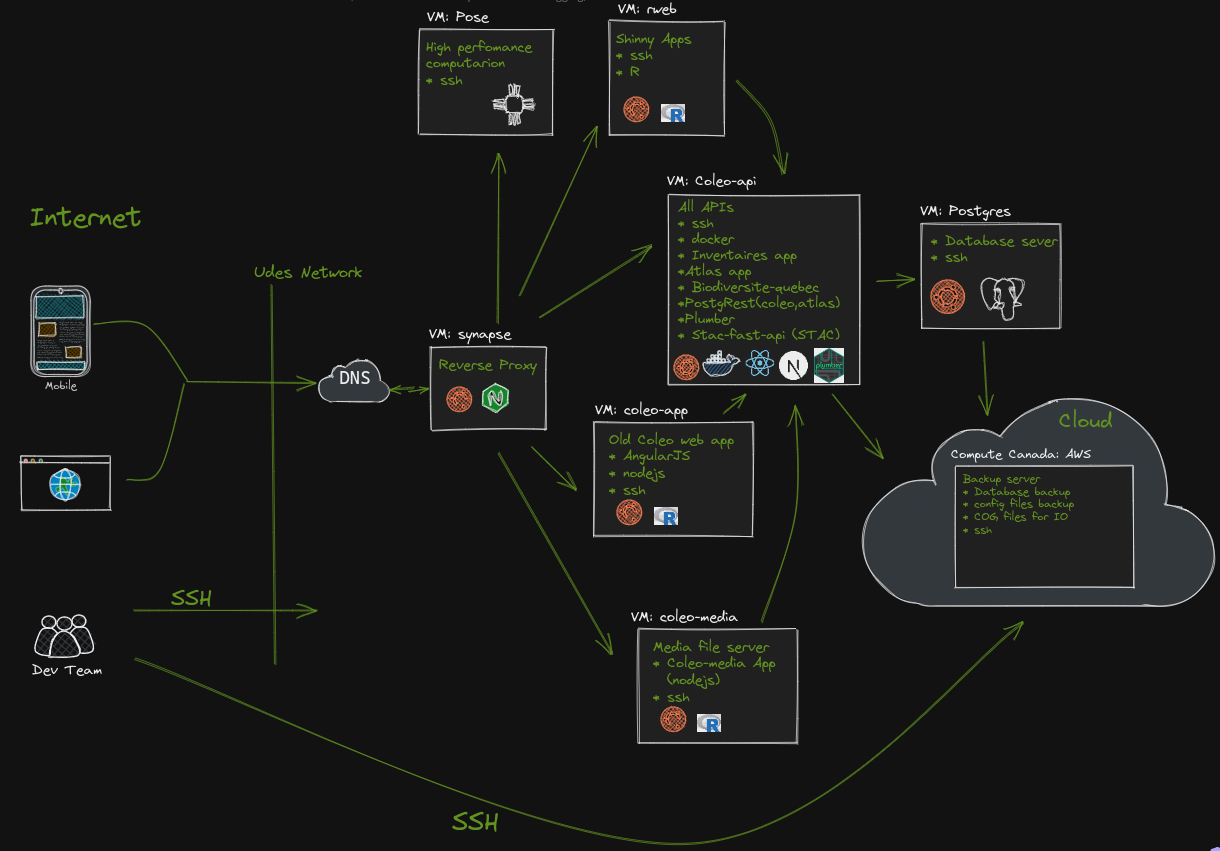 VM: Pose
High perfomance
computarion
* ssh
VM: rweb
Shinny Apps
* ssh
* R
R
Internet
Udes Network
Mobile
DNS
VM: synapse
Reverse Proxy
N
VM: Coleo-api
All APIs
* ssh
* docker
* Inventaires app
*Atlas app
* Biodiversite-quebec
*PostgRest(coleo,atlas)
*Plumber
* Stac-fast-api (STAC)
N
plumber
VM: Postgres
* Database sever
* ssh
VM: coleo-app
Old Coleo web app
* AngularJS
* nodejs
* ssh
R
Cloud
Compute Canada: AWS
Backup server
* Database backup
* config files backup
* COG files for IO
* ssh
SSH
Dev Team
VM: coleo-media
Media file server
* Coleo-media App
(nodejs)
* ssh
R
SSH